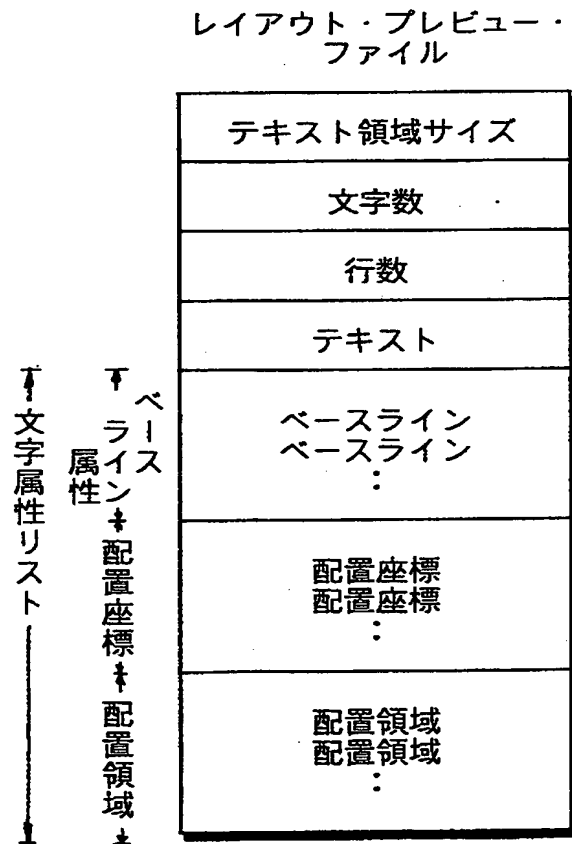 レイアウト・プレビュー・
ファイル
テキスト領域サイズ
文字数
行数
テキスト
ベースライン
ベースライン
:
配置座標
配置座標
:
配置領域
配置領域
:
文字属性リスト
ベース
ライン
属性
配置座標
配置領域